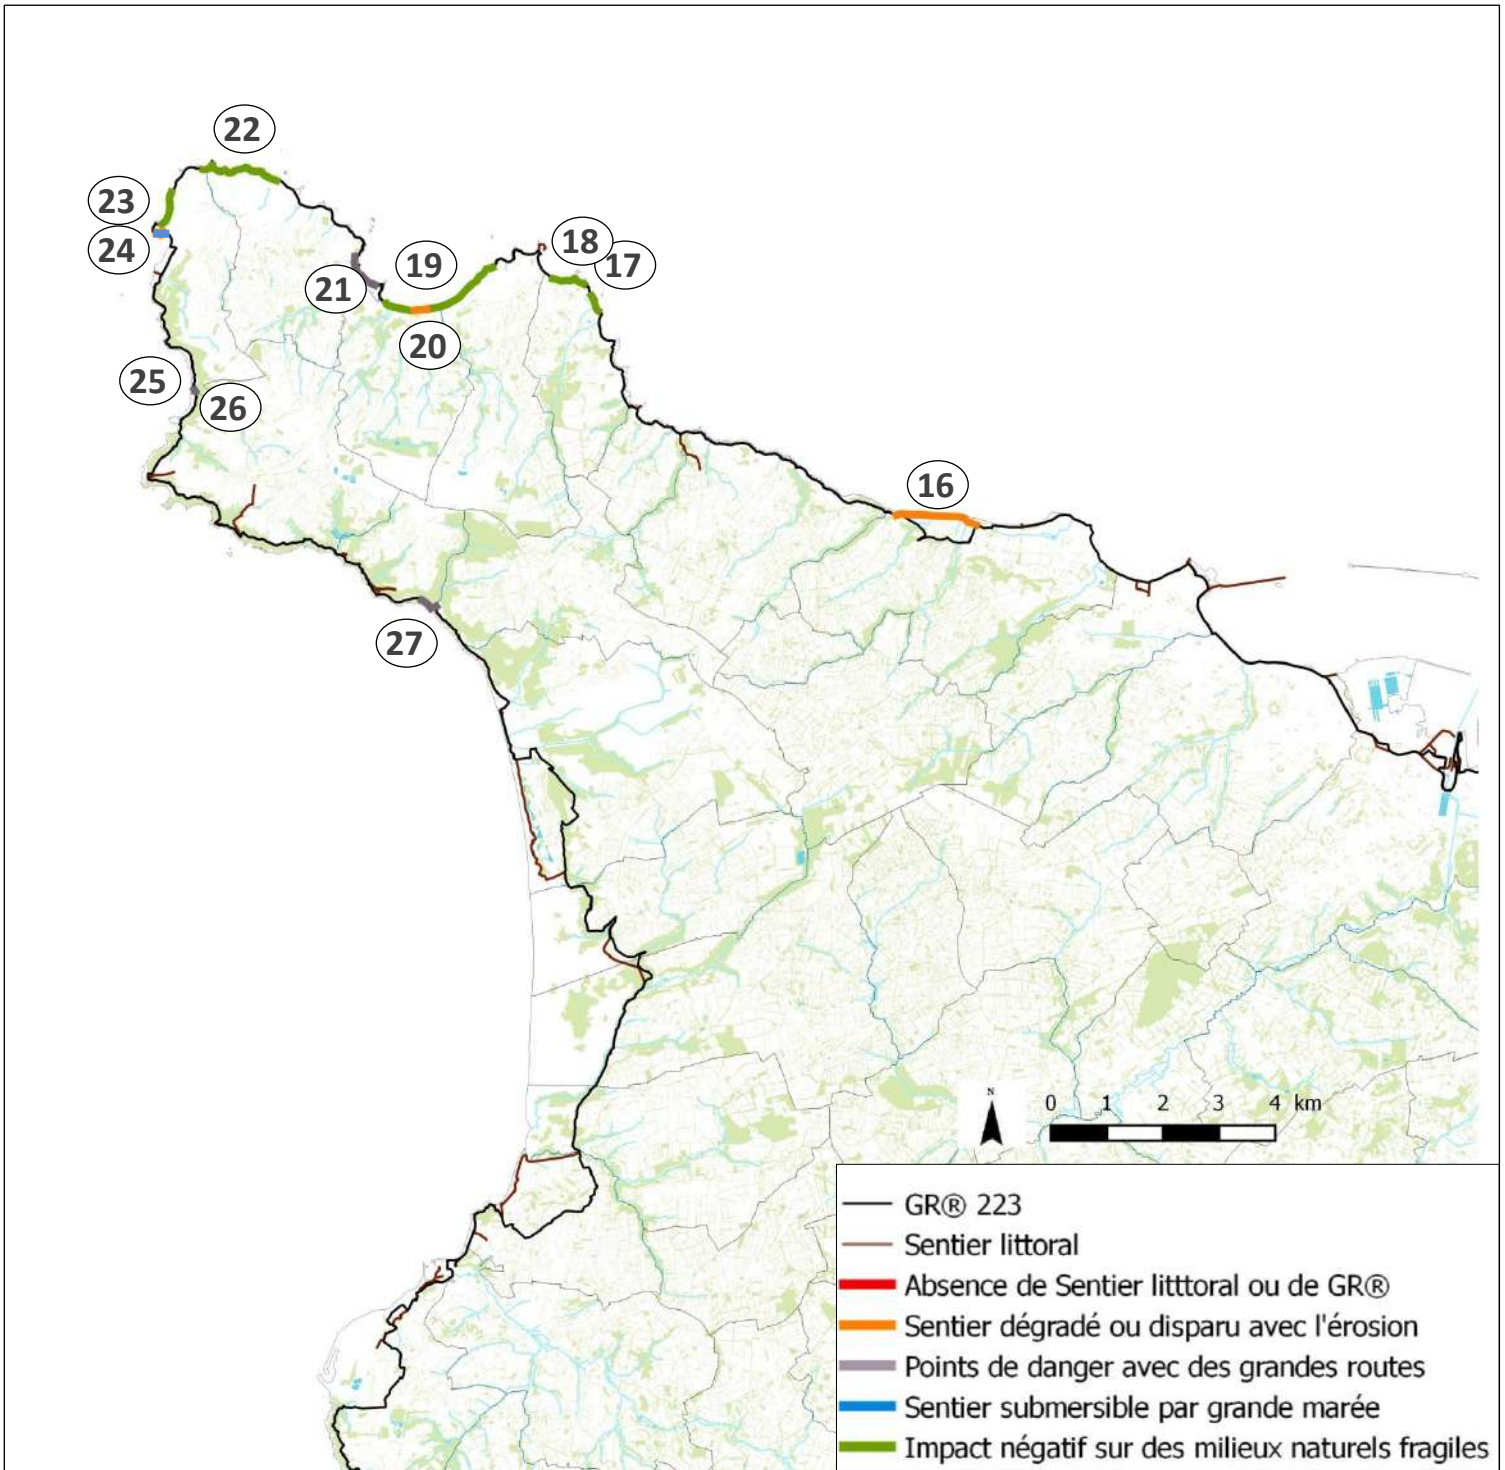 22
23
24
18
19
17
21
20
25
26
16
27
N
0 1 2 3 4 km
GR® 223
Sentier littoral
Absence de Sentier litttoral ou de GR®
Sentier dégradé ou disparu avec l'érosion
Points de danger avec des grandes routes
Sentier submersible par grande marée
Impact négatif sur des milieux naturels fragiles